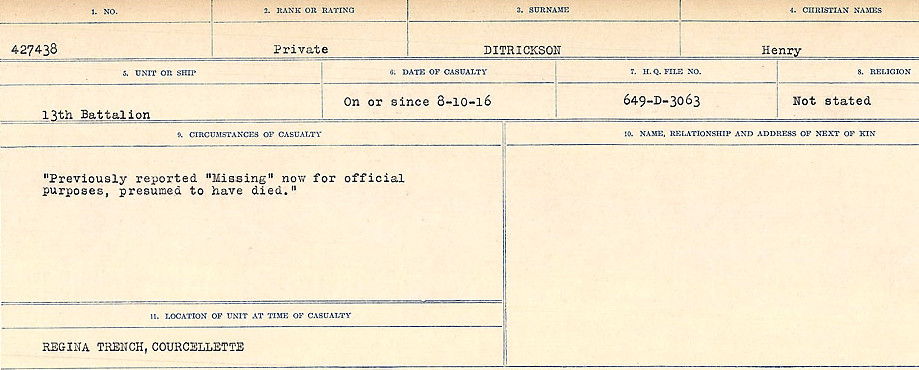 1. NO.
2. RANK OR RATING
3. SURNAME
4. CHRISTIAN NAMES
427438
Private
DITRICKSON
Henry
5. UNIT OR SHIP
6. DATE OF CASUALTY
7. H. Q. FILE NO.
8. RELIGION
13th Battalion
On or since 8-10-16
649-D-3063
Not stated
9. CIRCUMSTANCES OF CASUALTY
10. NAME, RELATIONSHIP AND ADDRESS OF NEXT OF KIN
"Previously reported "Missing" now for official
purposes, presumed to have died."
11. LOCATION OF UNIT AT TIME OF CASUALTY
REGINA TRENCH, COURCELLETTE